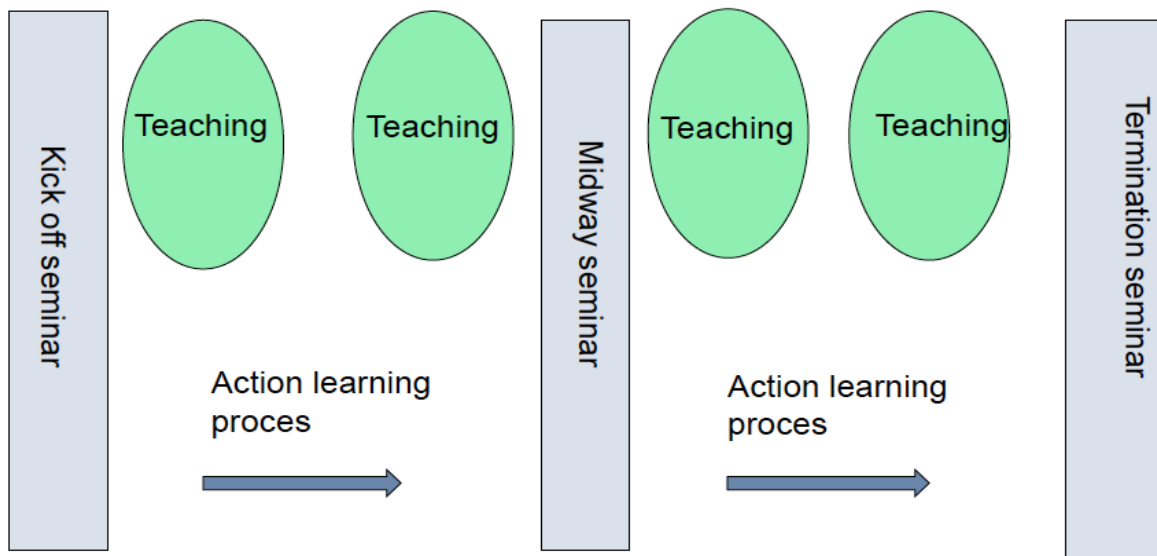 Kick off seminar
Teaching
Teaching
Action learning
proces
Midway seminar
Teaching
Teaching
Action learning
proces
Termination seminar